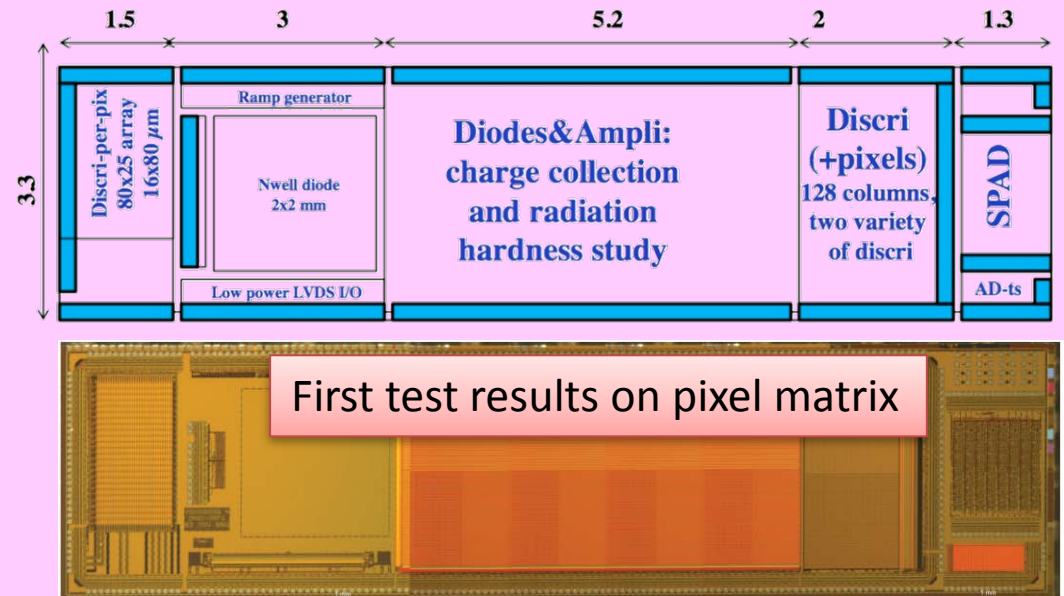 1.5
3
5.2
2
1.3
3.3
Discri-per-pix
80x25 array
16x80 µm
Ramp generator
Nwell diode
2x2 mm
Low power LVDS I/O
Diodes&Ampli:
charge collection
and radiation
hardness study
Discri
(+pixels)
128 columns,
two variety
of discri
SPAD
AD-ts
First test results on pixel matrix